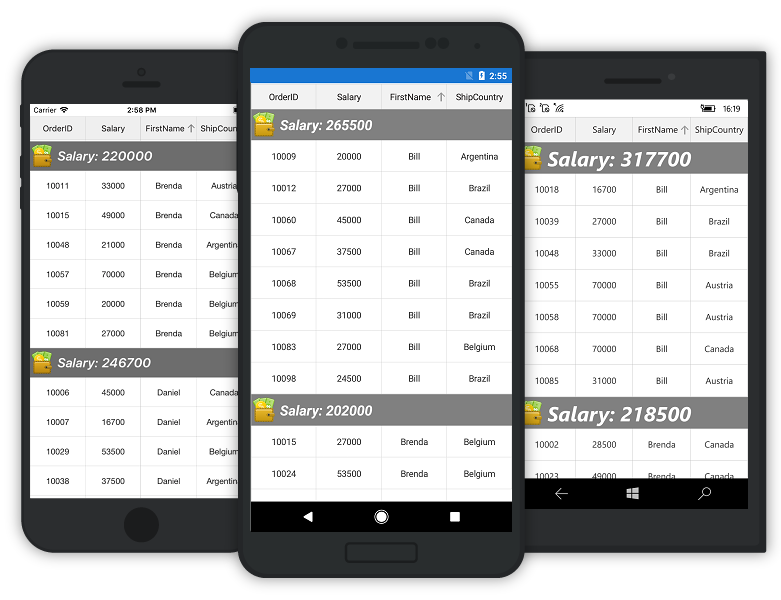 Carrier 2:58 PM
OrderID Salary FirstName ShipCoun
Salary: 220000
10011 33000 Brenda Austria
10015 49000 Brenda Canada
10048 21000 Brenda Argentin
10057 70000 Brenda Belgium
10059 20000 Brenda Belgium
10081 27000 Brenda Belgium
Salary: 246700
10006 45000 Daniel Canada
10007 16700 Daniel Argentin
10029 53500 Daniel Belgium
10038 37500 Daniel Argentin
2:55
OrderID Salary FirstName ShipCountry
Salary: 265500
10009 20000 Bill Argentina
10012 27000 Bill Brazil
10060 45000 Bill Canada
10067 37500 Bill Canada
10068 53500 Bill Brazil
10069 31000 Bill Brazil
10083 27000 Bill Belgium
10098 24500 Bill Brazil
Salary: 202000
10015 27000 Brenda Belgium
10024 53500 Brenda Belgium
16:19
OrderID Salary FirstName ShipCountry
Salary: 317700
10018 16700 Bill Argentina
10039 27000 Bill Brazil
10048 33000 Bill Brazil
10055 70000 Bill Austria
10058 70000 Bill Austria
10068 70000 Bill Canada
10085 31000 Bill Austria
Salary: 218500
10002 28500 Brenda Canada
10023 49000 Brenda Canada